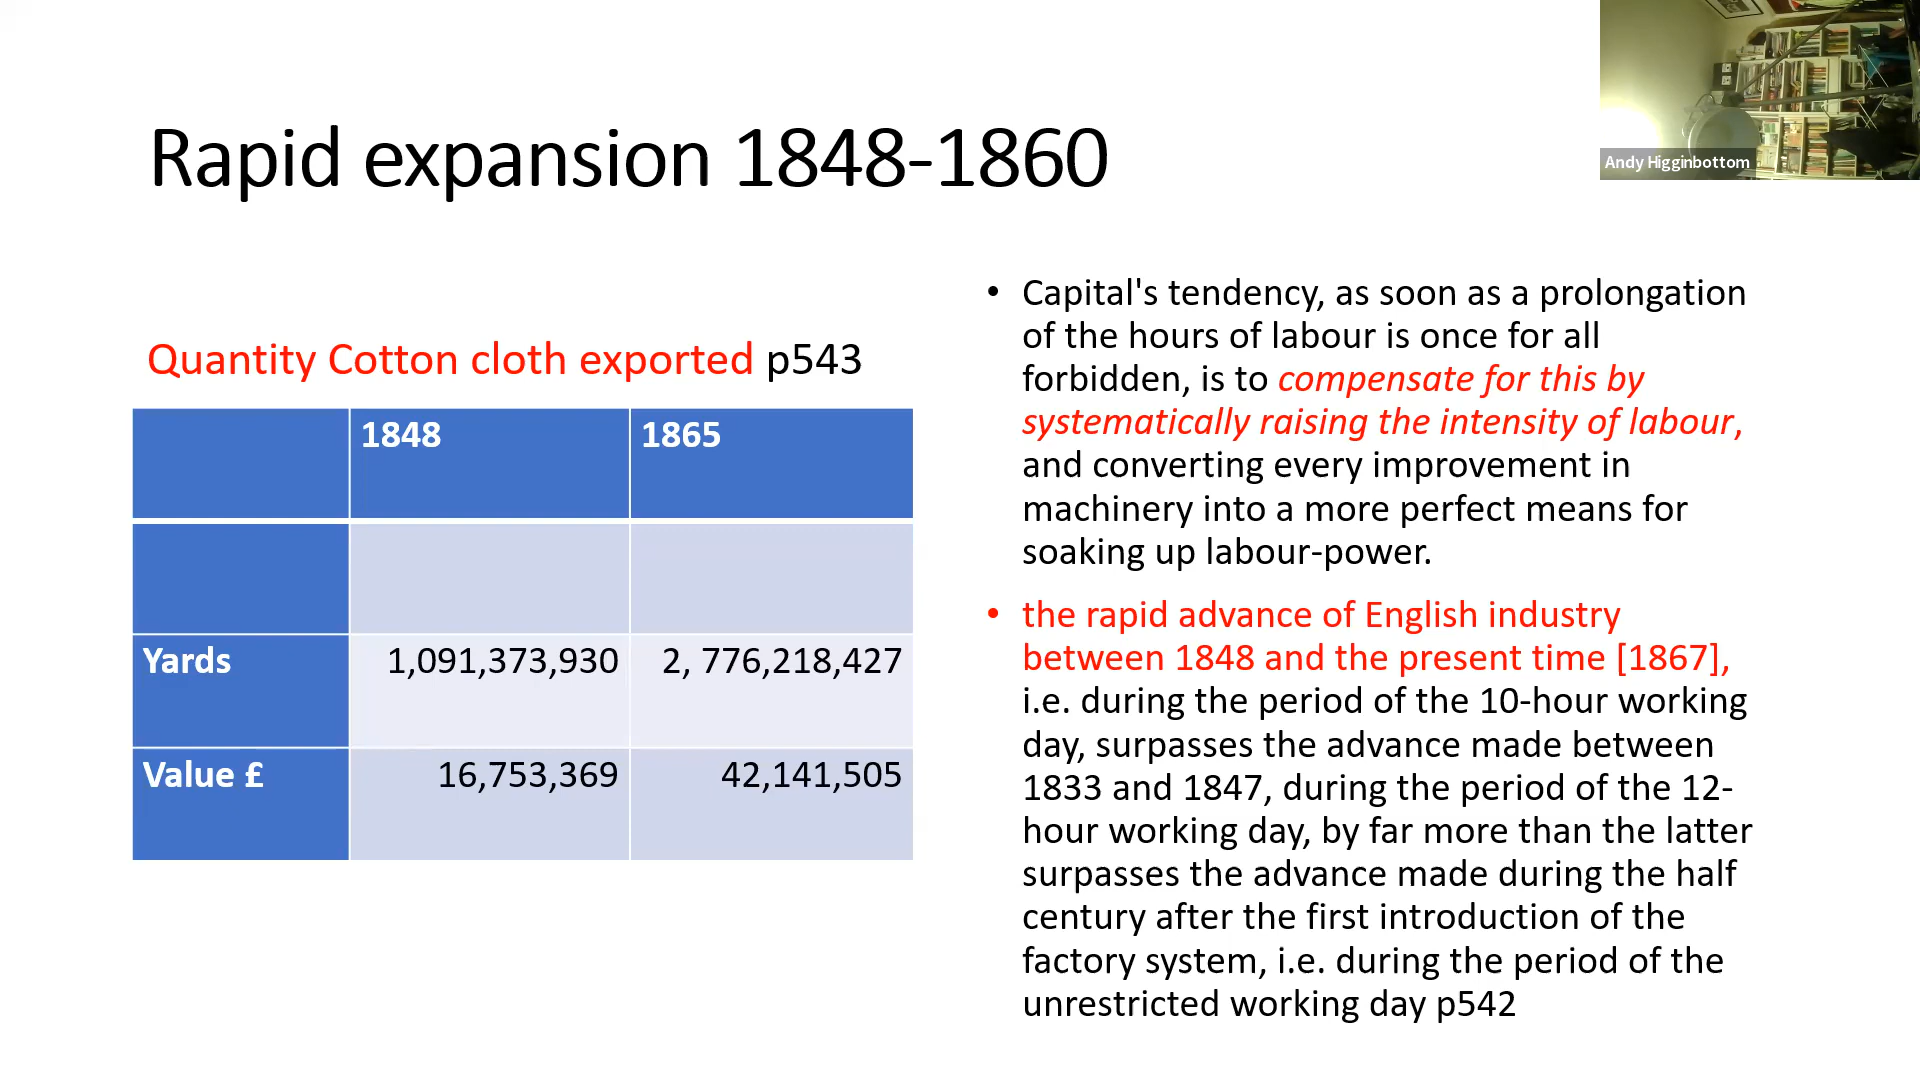 Rapid expansion 1848-1860
Andy Higginbottom
Quantity Cotton cloth exported p543
1848 1865
Yards 1,091,373,930 2, 776,218,427
Value £ 16,753,369 42,141,505
• Capital's tendency, as soon as a prolongation
of the hours of labour is once for all
forbidden, is to compensate for this by
systematically raising the intensity of labour,
and converting every improvement in
machinery into a more perfect means for
soaking up labour-power.
• the rapid advance of English industry
between 1848 and the present time [1867],
i.e. during the period of the 10-hour working
day, surpasses the advance made between
1833 and 1847, during the period of the 12-
hour working day, by far more than the latter
surpasses the advance made during the half
century after the first introduction of the
factory system, i.e. during the period of the
unrestricted working day p542